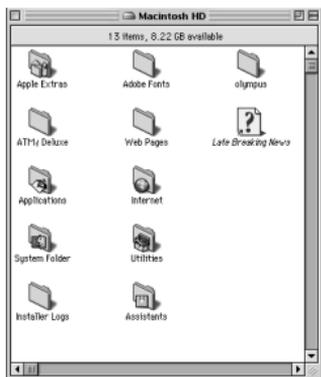 Macintosh HD
13 items, 8.22 GB available
Apple Extras
Adobe Fonts
olympus
ATM; Deluxe
Web Pages
Late Breaking News
Applications
Internet
System Folder
Utilities
Installer Logs
Assistants